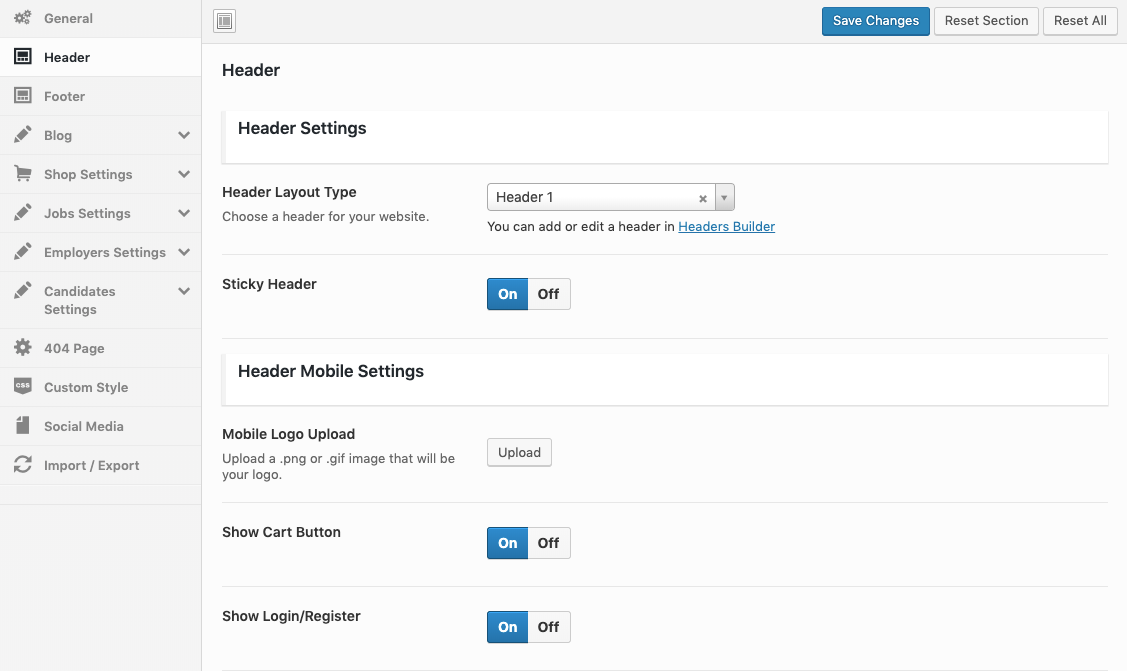 General
Header
Footer
Blog
Shop Settings
Jobs Settings
Employers Settings
Candidates
Settings
404 Page
CSS
Custom Style
Social Media
Import / Export
Save Changes
Reset Section
Reset All
Header
Header Settings
Header Layout Type
Choose a header for your website.
Header 1
You can add or edit a header in Headers Builder
Sticky Header
On Off
Header Mobile Settings
Mobile Logo Upload
Upload a .png or .gif image that will be
your logo.
Upload
Show Cart Button
On Off
Show Login/Register
On Off